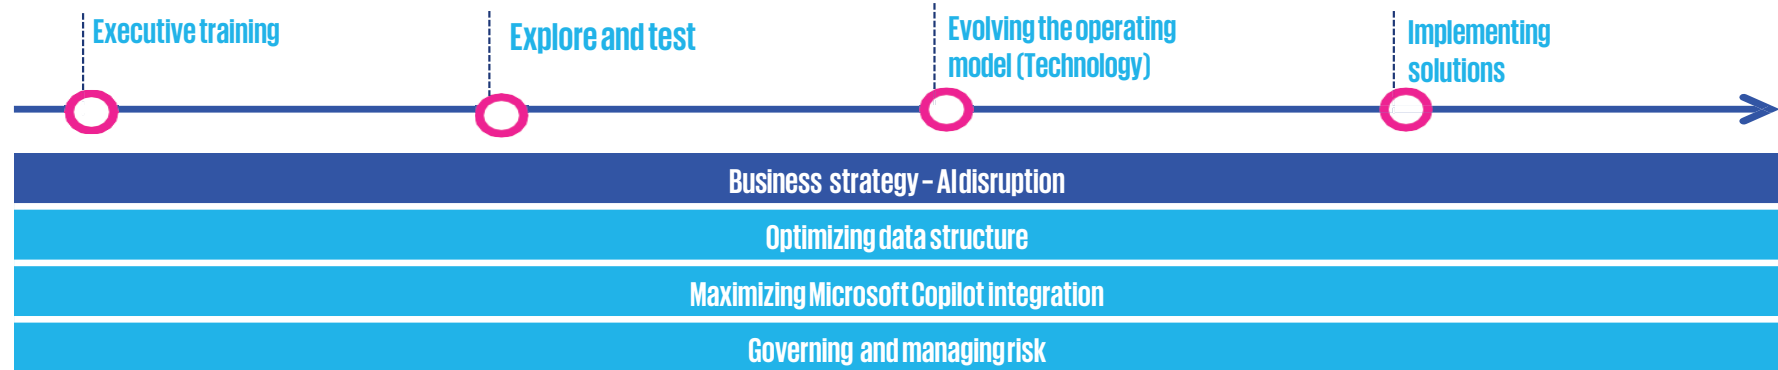 Executive training
Explore and test
Evolving the operating
model (Technology)
Implementing
solutions
Business strategy – AI disruption
Optimizing data structure
Maximizing Microsoft Copilot integration
Governing and managing risk